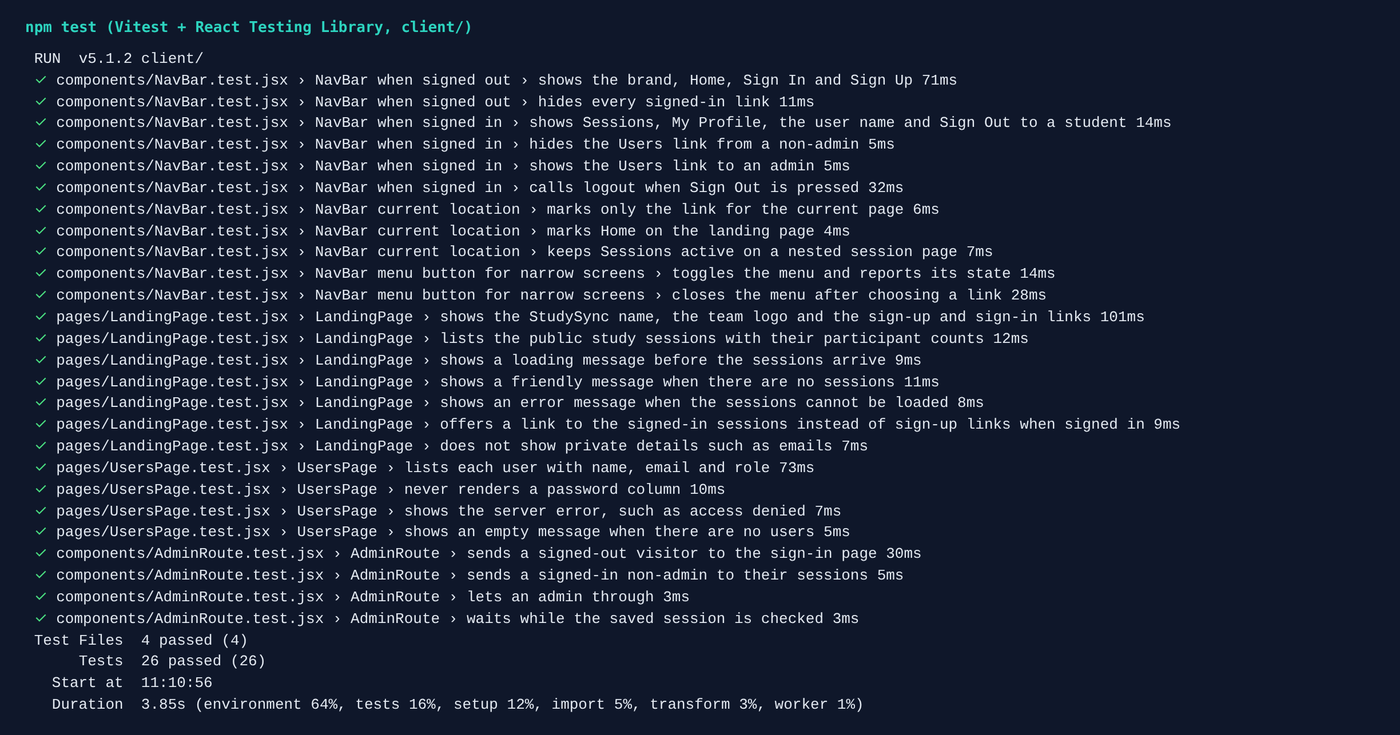 npm test (Vitest + React Testing Library, client/)
RUN  v5.1.2 client/
✓ components/NavBar.test.jsx › NavBar when signed out › shows the brand, Home, Sign In and Sign Up 71ms
✓ components/NavBar.test.jsx › NavBar when signed out › hides every signed-in link 11ms
✓ components/NavBar.test.jsx › NavBar when signed in › shows Sessions, My Profile, the user name and Sign Out to a student 14ms
✓ components/NavBar.test.jsx › NavBar when signed in › hides the Users link from a non-admin 5ms
✓ components/NavBar.test.jsx › NavBar when signed in › shows the Users link to an admin 5ms
✓ components/NavBar.test.jsx › NavBar when signed in › calls logout when Sign Out is pressed 32ms
✓ components/NavBar.test.jsx › NavBar current location › marks only the link for the current page 6ms
✓ components/NavBar.test.jsx › NavBar current location › marks Home on the landing page 4ms
✓ components/NavBar.test.jsx › NavBar current location › keeps Sessions active on a nested session page 7ms
✓ components/NavBar.test.jsx › NavBar menu button for narrow screens › toggles the menu and reports its state 14ms
✓ components/NavBar.test.jsx › NavBar menu button for narrow screens › closes the menu after choosing a link 28ms
✓ pages/LandingPage.test.jsx › LandingPage › shows the StudySync name, the team logo and the sign-up and sign-in links 101ms
✓ pages/LandingPage.test.jsx › LandingPage › lists the public study sessions with their participant counts 12ms
✓ pages/LandingPage.test.jsx › LandingPage › shows a loading message before the sessions arrive 9ms
✓ pages/LandingPage.test.jsx › LandingPage › shows a friendly message when there are no sessions 11ms
✓ pages/LandingPage.test.jsx › LandingPage › shows an error message when the sessions cannot be loaded 8ms
✓ pages/LandingPage.test.jsx › LandingPage › offers a link to the signed-in sessions instead of sign-up links when signed in 9ms
✓ pages/LandingPage.test.jsx › LandingPage › does not show private details such as emails 7ms
✓ pages/UsersPage.test.jsx › UsersPage › lists each user with name, email and role 73ms
✓ pages/UsersPage.test.jsx › UsersPage › never renders a password column 10ms
✓ pages/UsersPage.test.jsx › UsersPage › shows the server error, such as access denied 7ms
✓ pages/UsersPage.test.jsx › UsersPage › shows an empty message when there are no users 5ms
✓ components/AdminRoute.test.jsx › AdminRoute › sends a signed-out visitor to the sign-in page 30ms
✓ components/AdminRoute.test.jsx › AdminRoute › sends a signed-in non-admin to their sessions 5ms
✓ components/AdminRoute.test.jsx › AdminRoute › lets an admin through 3ms
✓ components/AdminRoute.test.jsx › AdminRoute › waits while the saved session is checked 3ms
Test Files  4 passed (4)
Tests  26 passed (26)
Start at  11:10:56
Duration  3.85s (environment 64%, tests 16%, setup 12%, import 5%, transform 3%, worker 1%)